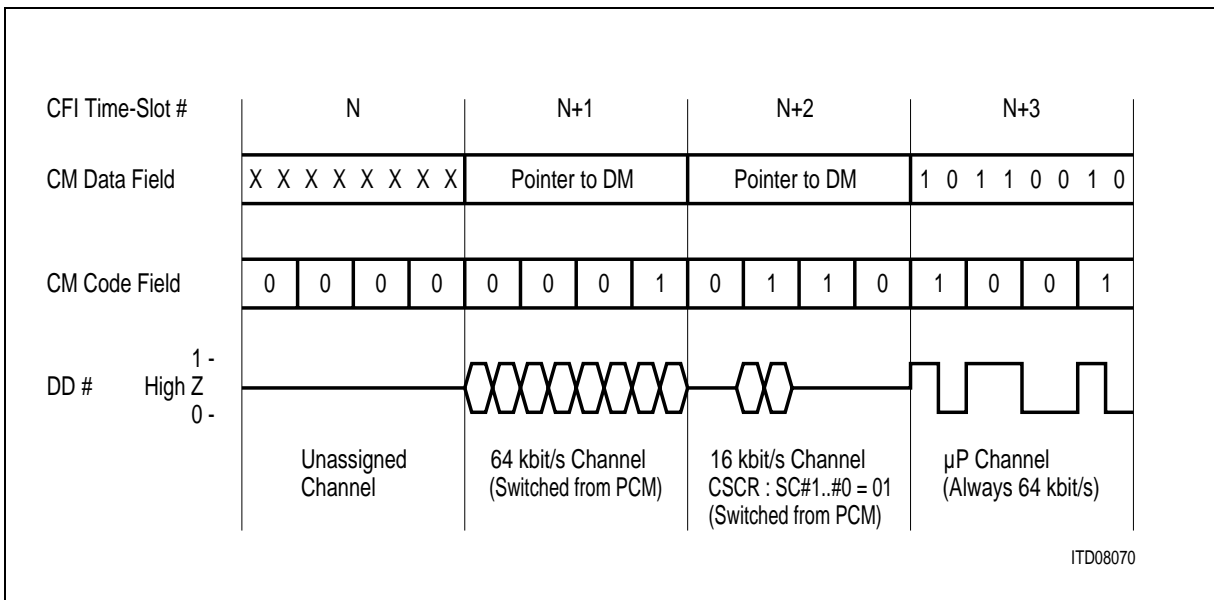 CFI Time-Slot # N N+1 N+2 N+3
CM Data Field X X X X X X X X Pointer to DM Pointer to DM 1 0 1 1 0 0 1 0
CM Code Field 0 0 0 0 0 0 0 1 0 1 1 0 1 0 0 1
1 -
DD # High Z
0 -
Unassigned 64 kbit/s Channel 16 kbit/s Channel µP Channel
Channel (Switched from PCM) CSCR : SC#1..#0 = 01 (Always 64 kbit/s)
(Switched from PCM)
ITD08070